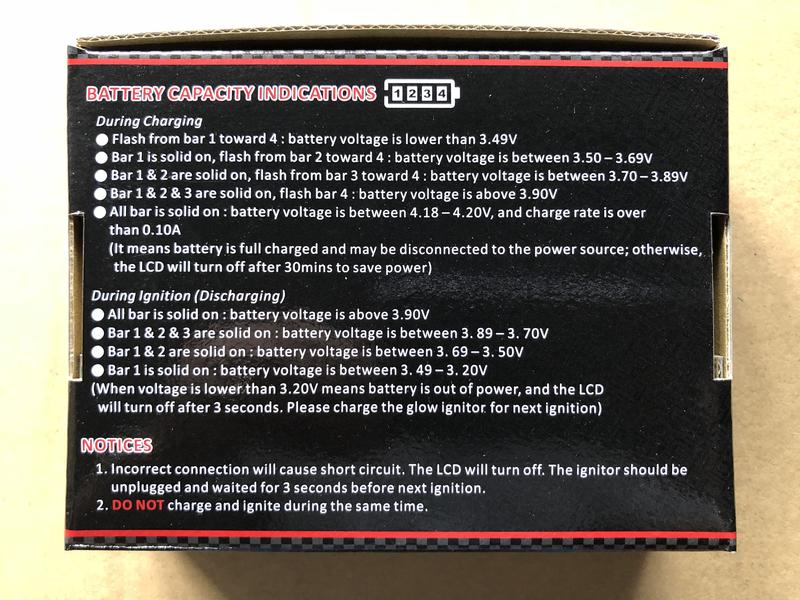 BATTERY CAPACITY INDICATIONS 1 2 3 4
During Charging
● Flash from bar 1 toward 4 : battery voltage is lower than 3.49V
● Bar 1 is solid on, flash from bar 2 toward 4 : battery voltage is between 3.50 – 3.69V
● Bar 1 & 2 are solid on, flash from bar 3 toward 4 : battery voltage is between 3.70 – 3.89V
● Bar 1 & 2 & 3 are solid on, flash bar 4 : battery voltage is above 3.90V
● All bar is solid on : battery voltage is between 4.18 – 4.20V, and charge rate is over
than 0.10A
(It means battery is full charged and may be disconnected to the power source; otherwise,
the LCD will turn off after 30mins to save power)
During Ignition (Discharging)
● All bar is solid on : battery voltage is above 3.90V
● Bar 1 & 2 & 3 are solid on : battery voltage is between 3. 89 – 3. 70V
● Bar 1 & 2 are solid on : battery voltage is between 3. 69 – 3. 50V
● Bar 1 is solid on : battery voltage is between 3. 49 – 3. 20V
(When voltage is lower than 3.20V means battery is out of power, and the LCD
will turn off after 3 seconds. Please charge the glow ignitor for next ignition)
NOTICES
1. Incorrect connection will cause short circuit. The LCD will turn off. The ignitor should be
unplugged and waited for 3 seconds before next ignition.
2. DO NOT charge and ignite during the same time.